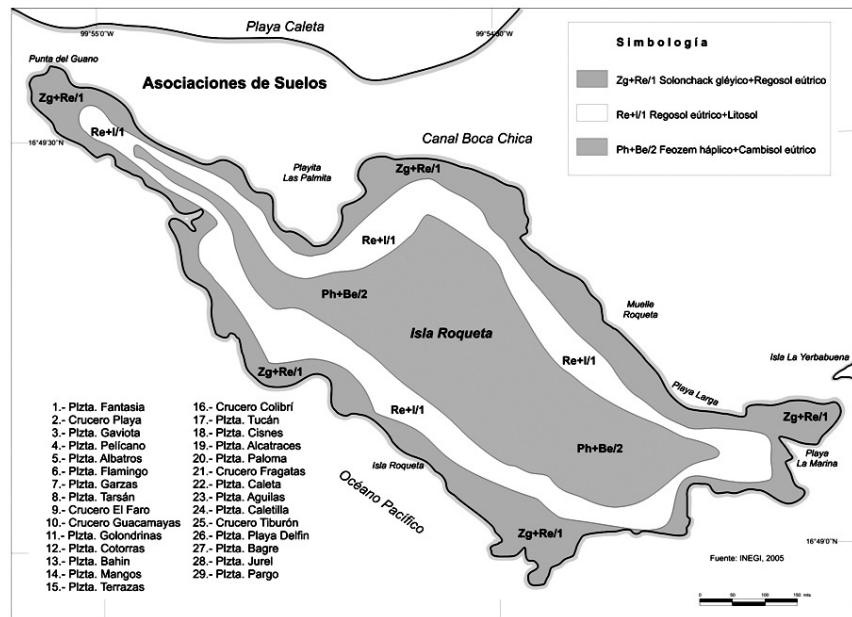 Playa Caleta
99°55'0"W
99°54'30"W
Simbología
Punta del Guano
Asociaciones de Suelos
Zg+Re/1 Solonchack gléyico+Regosol eútrico
Zg+Re/1
Re+I/1 Regosol eútrico+Litosol
Re+I/1
Canal Boca Chica
16°49'30"N
Ph+Be/2 Feozem háplico+Cambisol eútrico
Playita
Las Palmita
Zg+Re/1
Re+I/1
Ph+Be/2
Muelle
Roqueta
Isla Roqueta
Isla La Yerbabuena
Re+I/1
Zg+Re/1
Playa Larga
Re+I/1
Zg+Re/1
Ph+Be/2
Playa
La Marina
Isla Roqueta
Océano Pacífico
Zg+Re/1
16°49'0"N
Fuente: INEGI, 2005
1.- Plzta. Fantasia
2.- Crucero Playa
3.- Plzta. Gaviota
4.- Plzta. Pelícano
5.- Plzta. Albatros
6.- Plzta. Flamingo
7.- Plzta. Garzas
8.- Plzta. Tarsán
9.- Crucero El Faro
10.- Crucero Guacamayas
11.- Plzta. Golondrinas
12.- Plzta. Cotorras
13.- Plzta. Bahin
14.- Plzta. Mangos
15.- Plzta. Terrazas
16.- Crucero Colibrí
17.- Plzta. Tucán
18.- Plzta. Cisnes
19.- Plzta. Alcatraces
20.- Plzta. Paloma
21.- Crucero Fragatas
22.- Plzta. Caleta
23.- Plzta. Aguilas
24.- Plzta. Caletilla
25.- Crucero Tiburón
26.- Plzta. Playa Delfin
27.- Plzta. Bagre
28.- Plzta. Jurel
29.- Plzta. Pargo
0 50 100 150 mts